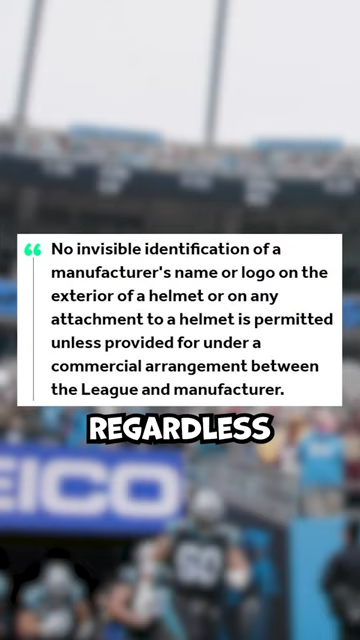 No invisible identification of a
manufacturer's name or logo on the
exterior of a helmet or on any
attachment to a helmet is permitted
unless provided for under a
commercial arrangement between
the League and manufacturer.
REGARDLESS
EICO
60